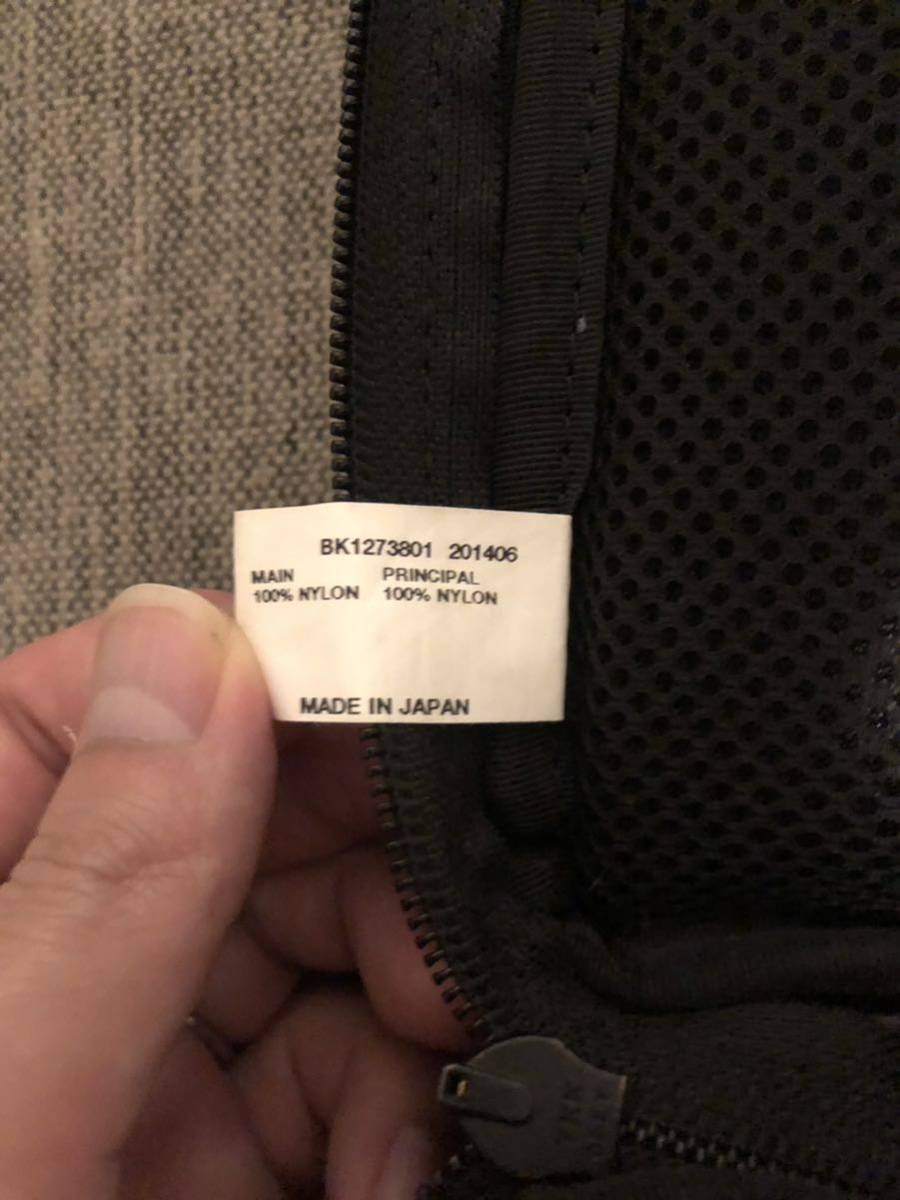 BK1273801 201406
MAIN PRINCIPAL
100% NYLON 100% NYLON
MADE IN JAPAN